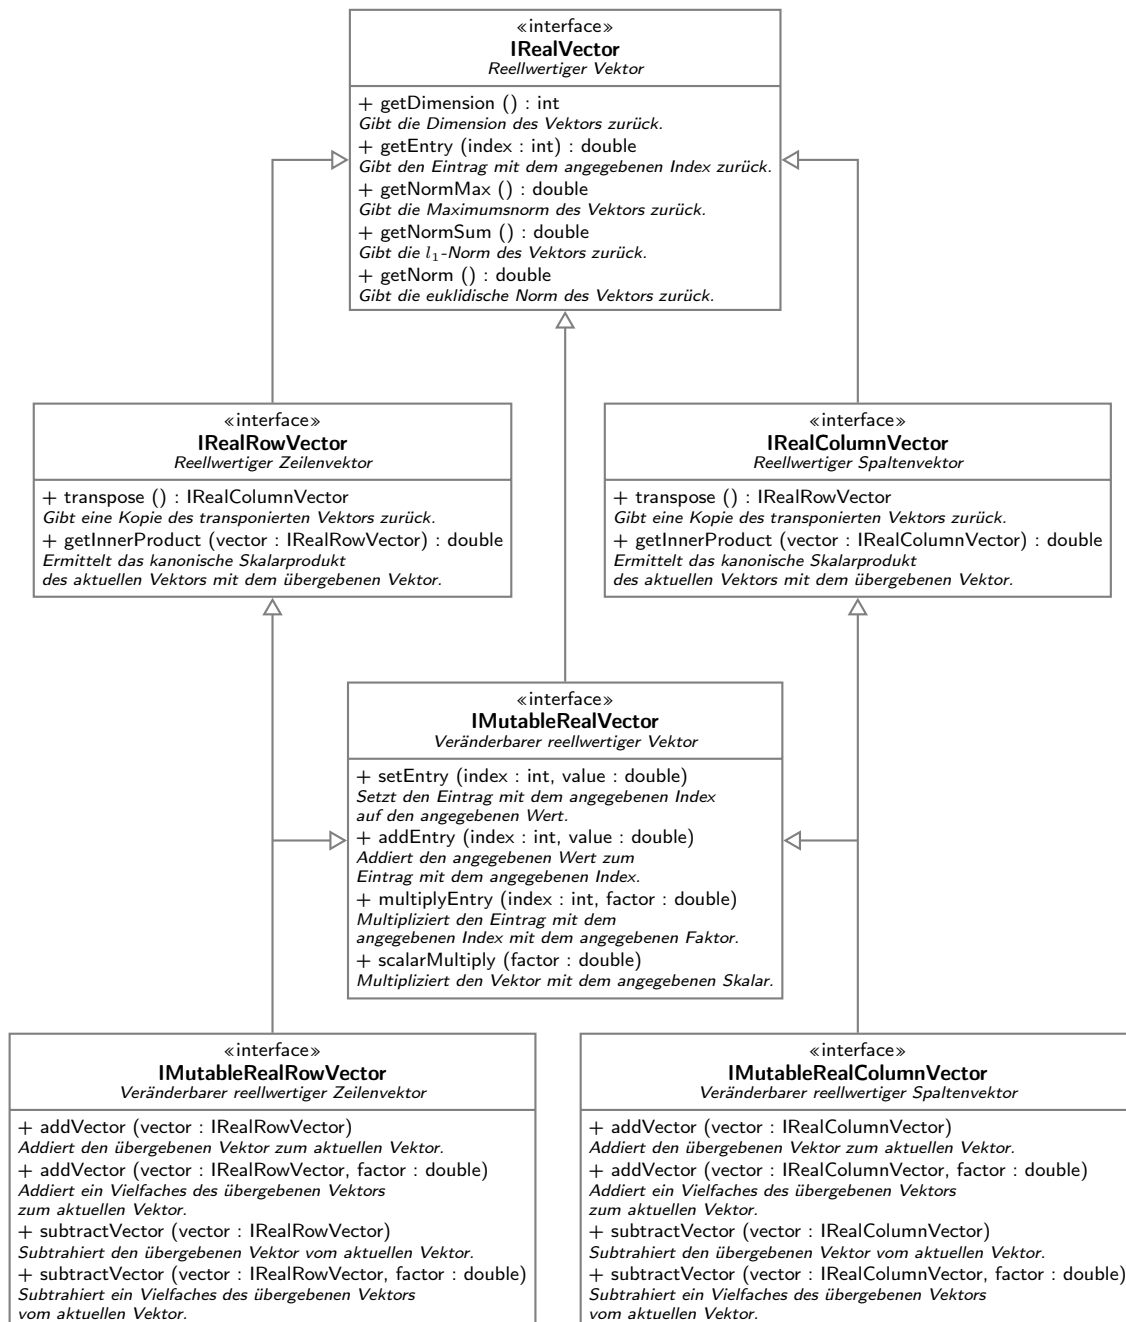 «interface»
IRealVector
Reellwertiger Vektor
+ getDimension () : int
Gibt die Dimension des Vektors zurück.
+ getEntry (index : int) : double
Gibt den Eintrag mit dem angegebenen Index zurück.
+ getNormMax () : double
Gibt die Maximumsnorm des Vektors zurück.
+ getNormSum () : double
Gibt die l₁-Norm des Vektors zurück.
+ getNorm () : double
Gibt die euklidische Norm des Vektors zurück.
«interface»
IRealRowVector
Reellwertiger Zeilenvektor
+ transpose () : IRealColumnVector
Gibt eine Kopie des transponierten Vektors zurück.
+ getInnerProduct (vector : IRealRowVector) : double
Ermittelt das kanonische Skalarprodukt
des aktuellen Vektors mit dem übergebenen Vektor.
«interface»
IRealColumnVector
Reellwertiger Spaltenvektor
+ transpose () : IRealRowVector
Gibt eine Kopie des transponierten Vektors zurück.
+ getInnerProduct (vector : IRealColumnVector) : double
Ermittelt das kanonische Skalarprodukt
des aktuellen Vektors mit dem übergebenen Vektor.
«interface»
IMutableRealVector
Veränderbarer reellwertiger Vektor
+ setEntry (index : int, value : double)
Setzt den Eintrag mit dem angegebenen Index
auf den angegebenen Wert.
+ addEntry (index : int, value : double)
Addiert den angegebenen Wert zum
Eintrag mit dem angegebenen Index.
+ multiplyEntry (index : int, factor : double)
Multipliziert den Eintrag mit dem
angegebenen Index mit dem angegebenen Faktor.
+ scalarMultiply (factor : double)
Multipliziert den Vektor mit dem angegebenen Skalar.
«interface»
IMutableRealRowVector
Veränderbarer reellwertiger Zeilenvektor
+ addVector (vector : IRealRowVector)
Addiert den übergebenen Vektor zum aktuellen Vektor.
+ addVector (vector : IRealRowVector, factor : double)
Addiert ein Vielfaches des übergebenen Vektors
zum aktuellen Vektor.
+ subtractVector (vector : IRealRowVector)
Subtrahiert den übergebenen Vektor vom aktuellen Vektor.
+ subtractVector (vector : IRealRowVector, factor : double)
Subtrahiert ein Vielfaches des übergebenen Vektors
vom aktuellen Vektor.
«interface»
IMutableRealColumnVector
Veränderbarer reellwertiger Spaltenvektor
+ addVector (vector : IRealColumnVector)
Addiert den übergebenen Vektor zum aktuellen Vektor.
+ addVector (vector : IRealColumnVector, factor : double)
Addiert ein Vielfaches des übergebenen Vektors
zum aktuellen Vektor.
+ subtractVector (vector : IRealColumnVector)
Subtrahiert den übergebenen Vektor vom aktuellen Vektor.
+ subtractVector (vector : IRealColumnVector, factor : double)
Subtrahiert ein Vielfaches des übergebenen Vektors
vom aktuellen Vektor.